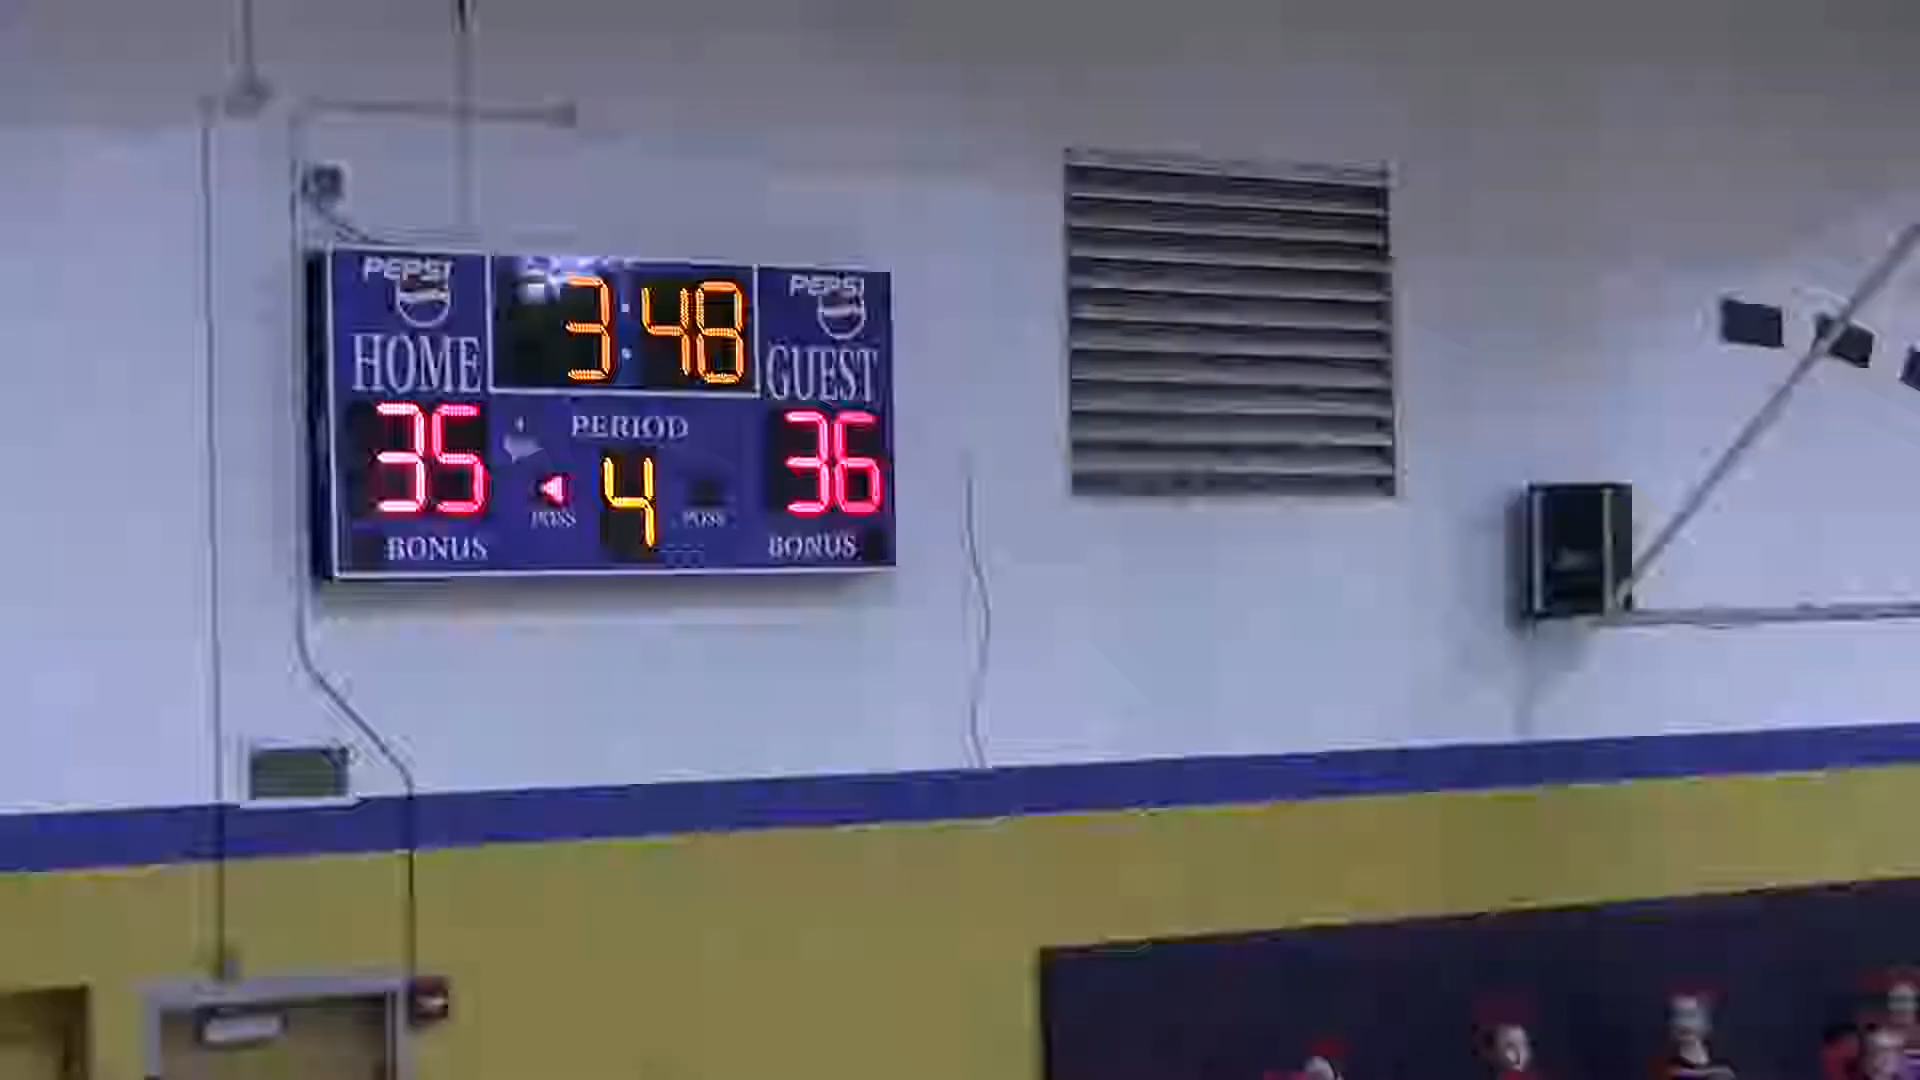 PEPSI
3:48
PEPSI
HOME
GUEST
35
PERIOD
36
POSS
4
POSS
BONUS
BONUS